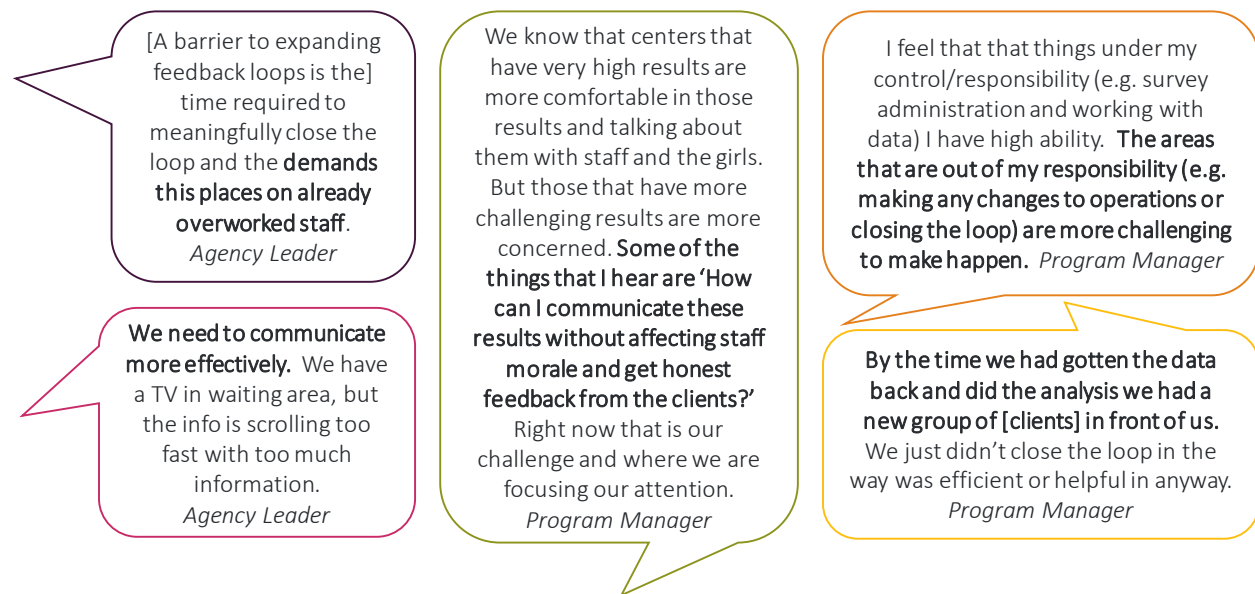 [A barrier to expanding
feedback loops is the]
time required to
meaningfully close the
loop and the demands
this places on already
overworked staff.
Agency Leader
We need to communicate
more effectively. We have
a TV in waiting area, but
the info is scrolling too
fast with too much
information.
Agency Leader
We know that centers that
have very high results are
more comfortable in those
results and talking about
them with staff and the girls.
But those that have more
challenging results are more
concerned. Some of the
things that I hear are ‘How
can I communicate these
results without affecting staff
morale and get honest
feedback from the clients?’
Right now that is our
challenge and where we are
focusing our attention.
Program Manager
I feel that that things under my
control/responsibility (e.g. survey
administration and working with
data) I have high ability. The areas
that are out of my responsibility (e.g.
making any changes to operations or
closing the loop) are more challenging
to make happen. Program Manager
By the time we had gotten the data
back and did the analysis we had a
new group of [clients] in front of us.
We just didn’t close the loop in the
way was efficient or helpful in anyway.
Program Manager